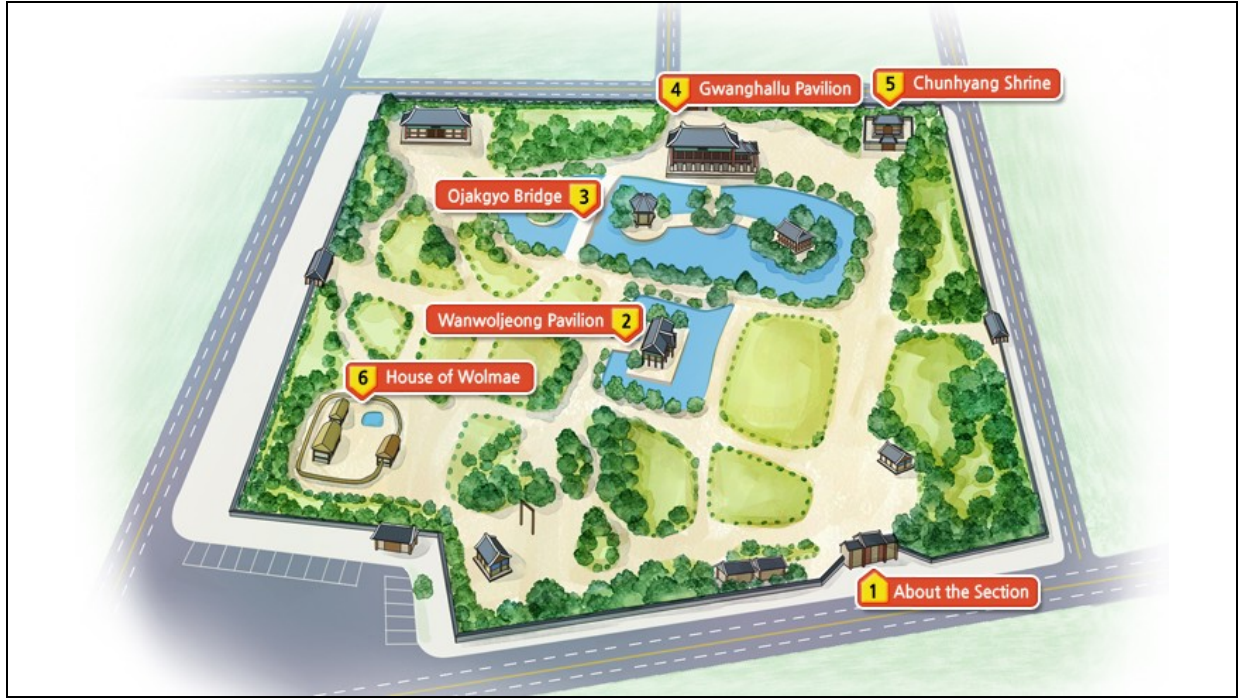 4 Gwanghallu Pavilion
5 Chunhyang Shrine
Ojakgyo Bridge 3
Wanwoljeong Pavilion 2
6 House of Wolmae
1 About the Section